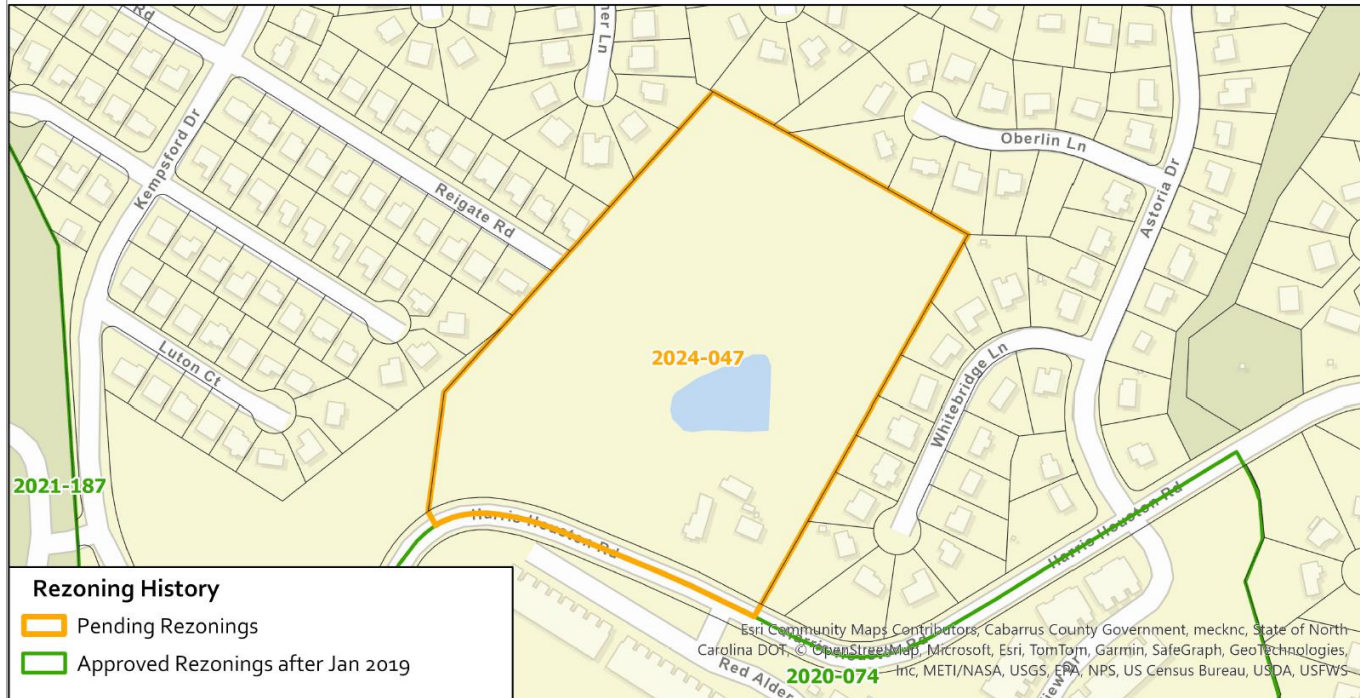 Rd
ner Ln
Kempsford Dr
Reigate Rd
Oberlin Ln
Astoria Dr
Luton Ct
2024-047
Whitebridge Ln
2021-187
Harris Houston Rd
Harris Houston Rd
Rezoning History
Pending Rezonings
Approved Rezonings after Jan 2019
Esri Community Maps Contributors, Cabarrus County Government, mecknc, State of North
Carolina DOT, © OpenStreetMap, Microsoft, Esri, TomTom, Garmin, SafeGraph, GeoTechnologies,
Inc, METI/NASA, USGS, EPA, NPS, US Census Bureau, USDA, USFWS
Red Alder
2020-074